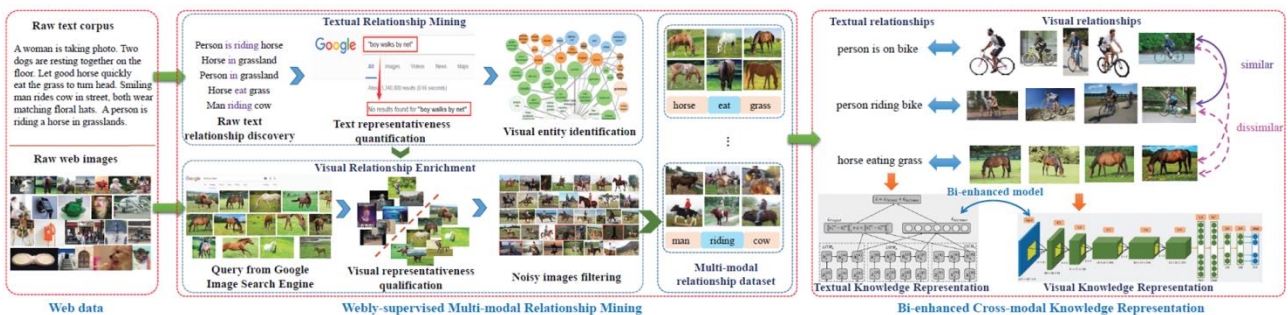 Raw text corpus
A woman is taking photo. Two
dogs are resting together on the
floor. Let good horse quickly
eat the grass to turn head. Smiling
man rides cow in street, both wear
matching floral hats. A person is
riding a horse in grasslands.
Raw web images
Web data
Textual Relationship Mining
Person is riding horse
Horse in grassland
Person in grassland
Horse eat grass
Man riding cow
Raw text
relationship discovery
Google
"boy walks by net"
All Images Videos News Maps
No results found for "boy walks by net"
Text representativeness
quantification
Visual entity identification
Visual Relationship Enrichment
Query from Google
Image Search Engine
Visual representativeness
qualification
Noisy images filtering
horse eat grass
...
man riding cow
Multi-modal
relationship dataset
Webly-supervised Multi-modal Relationship Mining
Textual relationships
Visual relationships
person is on bike
similar
person riding bike
dissimilar
horse eating grass
Bi-enhanced model
Textual Knowledge Representation
Visual Knowledge Representation
Bi-enhanced Cross-modal Knowledge Representation